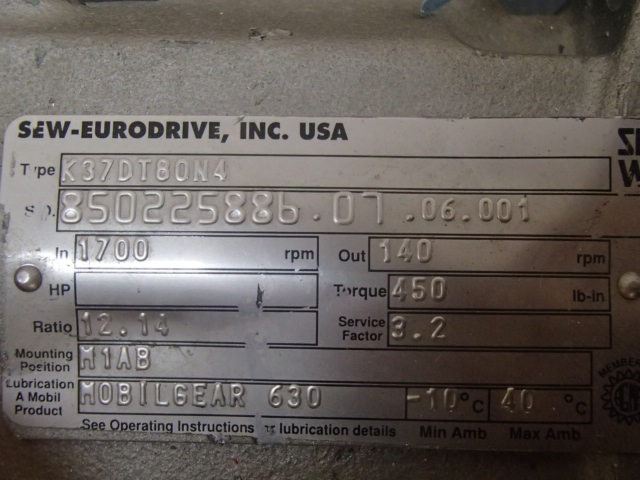 SEW-EURODRIVE, INC. USA
Type K37DT80N4
S.O. 850225886.07.06.001
In 1700 rpm Out 140 rpm
HP Torque 450 lb-in
Ratio 12.14 Service Factor 3.2
Mounting Position M1AB
Lubrication A Mobil Product MOBILGEAR 630 -10°C 40 °C
See Operating Instructions lubrication details Min Amb Max Amb